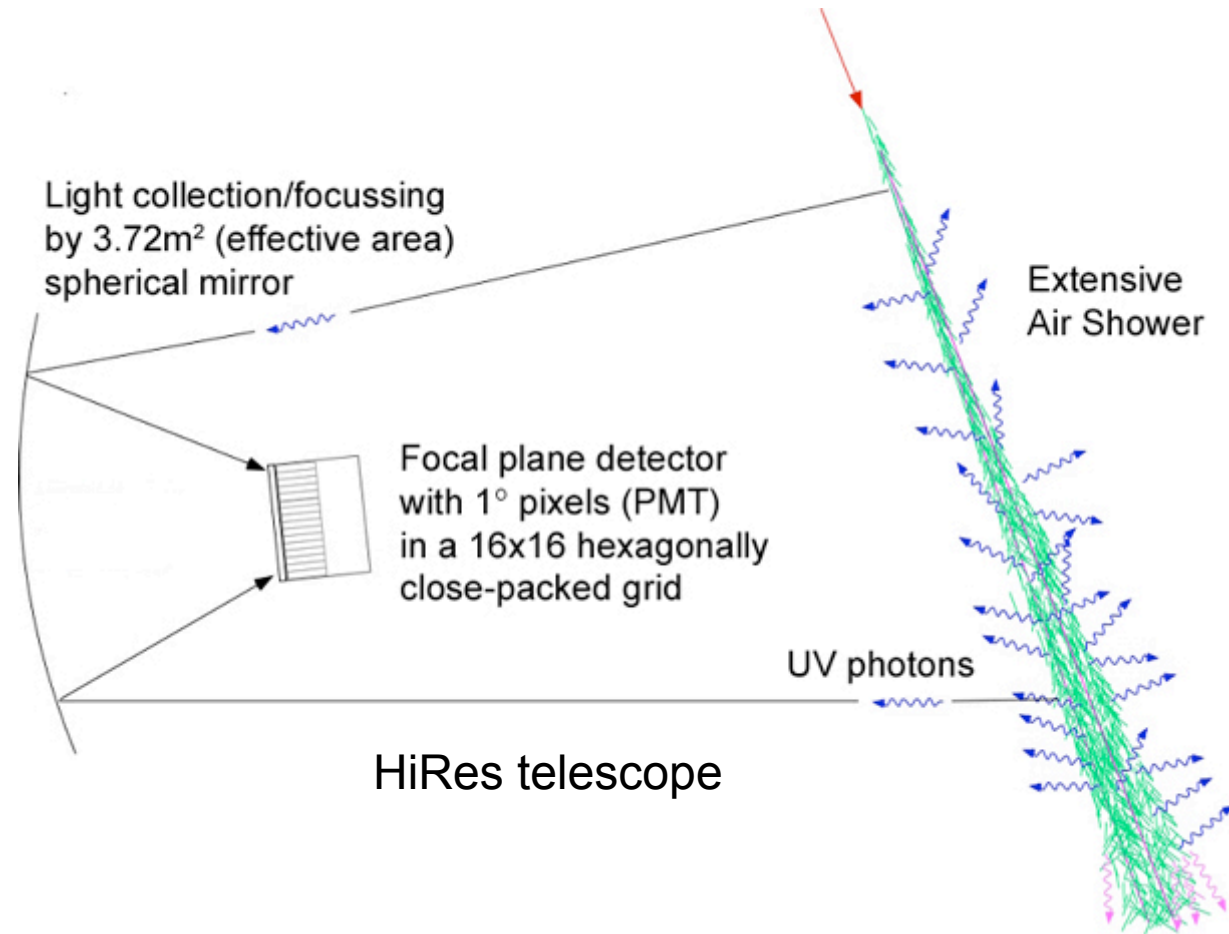 Light collection/focussing
by 3.72m² (effective area)
spherical mirror
Extensive
Air Shower
Focal plane detector
with 1° pixels (PMT)
in a 16x16 hexagonally
close-packed grid
UV photons
HiRes telescope